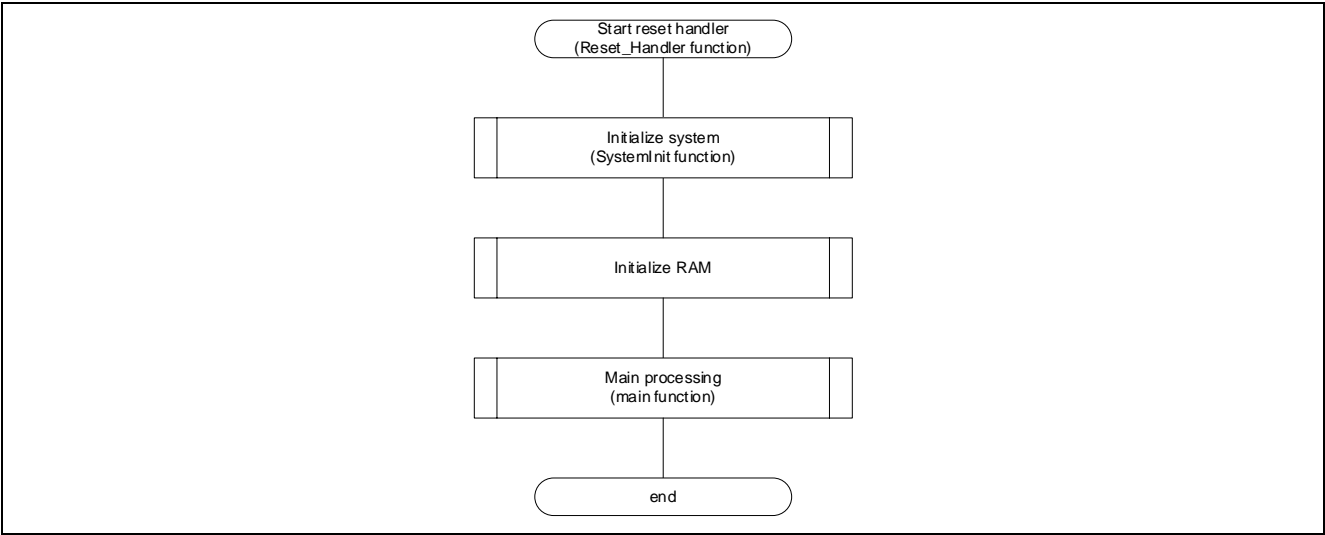 Start reset handler
(Reset_Handler function)
Initialize system
(SystemInit function)
Initialize RAM
Main processing
(main function)
end